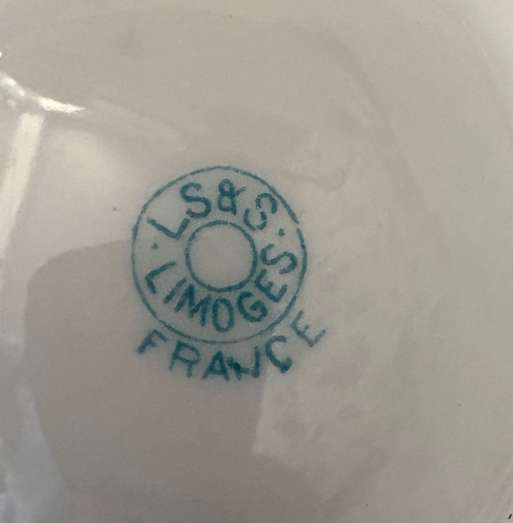 · LS&S ·
LIMOGES
FRANCE